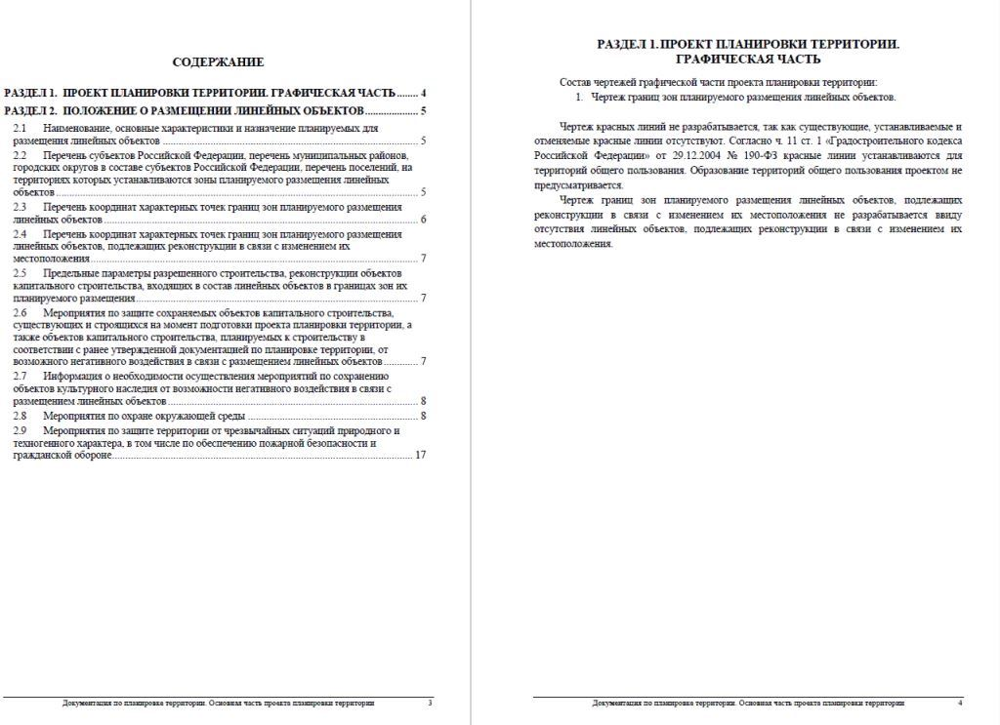 СОДЕРЖАНИЕ
РАЗДЕЛ 1. ПРОЕКТ ПЛАНИРОВКИ ТЕРРИТОРИИ. ГРАФИЧЕСКАЯ ЧАСТЬ ........ 4
РАЗДЕЛ 2. ПОЛОЖЕНИЕ О РАЗМЕЩЕНИИ ЛИНЕЙНЫХ ОБЪЕКТОВ ................... 5
2.1 Наименование, основные характеристики и назначение планируемых для
размещения линейных объектов ........ 5
2.2 Перечень субъектов Российской Федерации, перечень муниципальных районов,
городских округов в составе субъектов Российской Федерации, перечень поселений, на
территориях которых устанавливаются зоны планируемого размещения линейных
объектов ........ 5
2.3 Перечень координат характерных точек границ зон планируемого размещения
линейных объектов ........ 6
2.4 Перечень координат характерных точек границ зон планируемого размещения
линейных объектов, подлежащих реконструкции в связи с изменением их
местоположения ........ 7
2.5 Предельные параметры разрешенного строительства, реконструкции объектов
капитального строительства, входящих в состав линейных объектов в границах зон их
планируемого размещения ........ 7
2.6 Мероприятия по защите сохраняемых объектов капитального строительства,
существующих и строящихся на момент подготовки проекта планировки территории, а
также объектов капитального строительства, планируемых к строительству в
соответствии с ранее утвержденной документацией по планировке территории, от
возможного негативного воздействия в связи с размещением линейных объектов ............ 7
2.7 Информация о необходимости осуществления мероприятий по сохранению
объектов культурного наследия от возможности негативного воздействия в связи с
размещением линейных объектов ........ 8
2.8 Мероприятия по охране окружающей среды ........ 8
2.9 Мероприятия по защите территории от чрезвычайных ситуаций природного и
техногенного характера, в том числе по обеспечению пожарной безопасности и
гражданской обороне ........ 17
Документация по планировке территории. Основная часть проекта планировки территории 3
РАЗДЕЛ 1. ПРОЕКТ ПЛАНИРОВКИ ТЕРРИТОРИИ.
ГРАФИЧЕСКАЯ ЧАСТЬ
Состав чертежей графической части проекта планировки территории:
1. Чертеж границ зон планируемого размещения линейных объектов.
Чертеж красных линий не разрабатывается, так как существующие, устанавливаемые и
отменяемые красные линии отсутствуют. Согласно ч. 11 ст. 1 «Градостроительного кодекса
Российской Федерации» от 29.12.2004 № 190-ФЗ красные линии устанавливаются для
территорий общего пользования. Образование территорий общего пользования проектом не
предусматривается.
Чертеж границ зон планируемого размещения линейных объектов, подлежащих
реконструкции в связи с изменением их местоположения не разрабатывается ввиду
отсутствия линейных объектов, подлежащих реконструкции в связи с изменением их
местоположения.
Документация по планировке территории. Основная часть проекта планировки территории 4